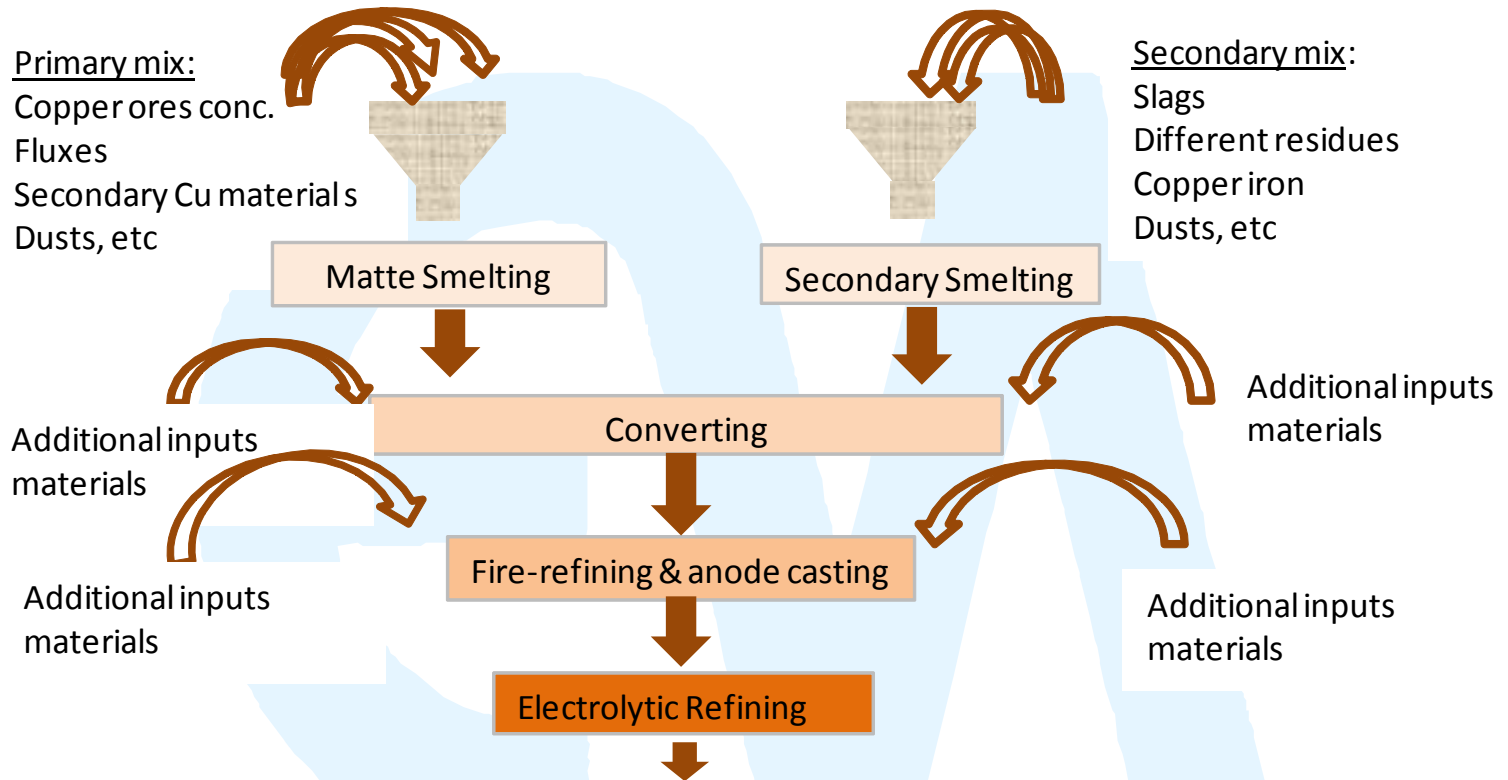 Primary mix:
Copper ores conc.
Fluxes
Secondary Cu materials
Dusts, etc
Secondary mix:
Slags
Different residues
Copper iron
Dusts, etc
Matte Smelting
Secondary Smelting
Additional inputs
materials
Additional inputs
materials
Converting
Additional inputs
materials
Additional inputs
materials
Fire-refining & anode casting
Electrolytic Refining